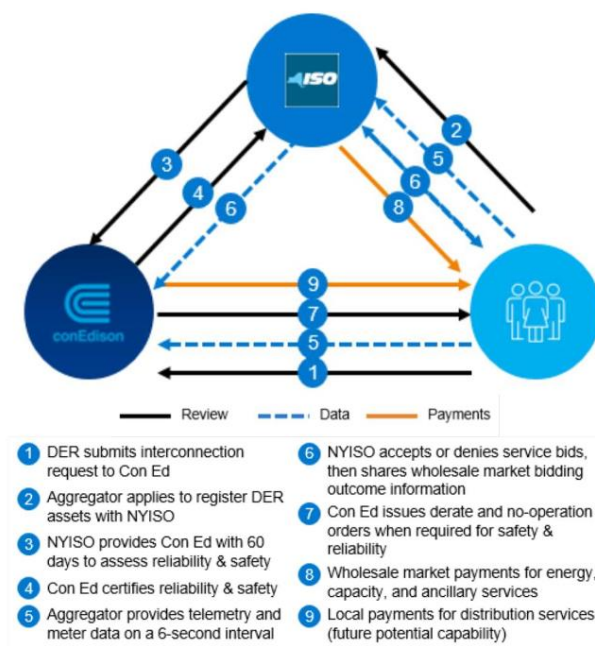 ISO
2
3
5
4
6
6
8
conEdison
9
7
5
1
Review
Data
Payments
1 DER submits interconnection
request to Con Ed
2 Aggregator applies to register DER
assets with NYISO
3 NYISO provides Con Ed with 60
days to assess reliability & safety
4 Con Ed certifies reliability & safety
5 Aggregator provides telemetry and
meter data on a 6-second interval
6 NYISO accepts or denies service bids,
then shares wholesale market bidding
outcome information
7 Con Ed issues derate and no-operation
orders when required for safety &
reliability
8 Wholesale market payments for energy,
capacity, and ancillary services
9 Local payments for distribution services
(future potential capability)